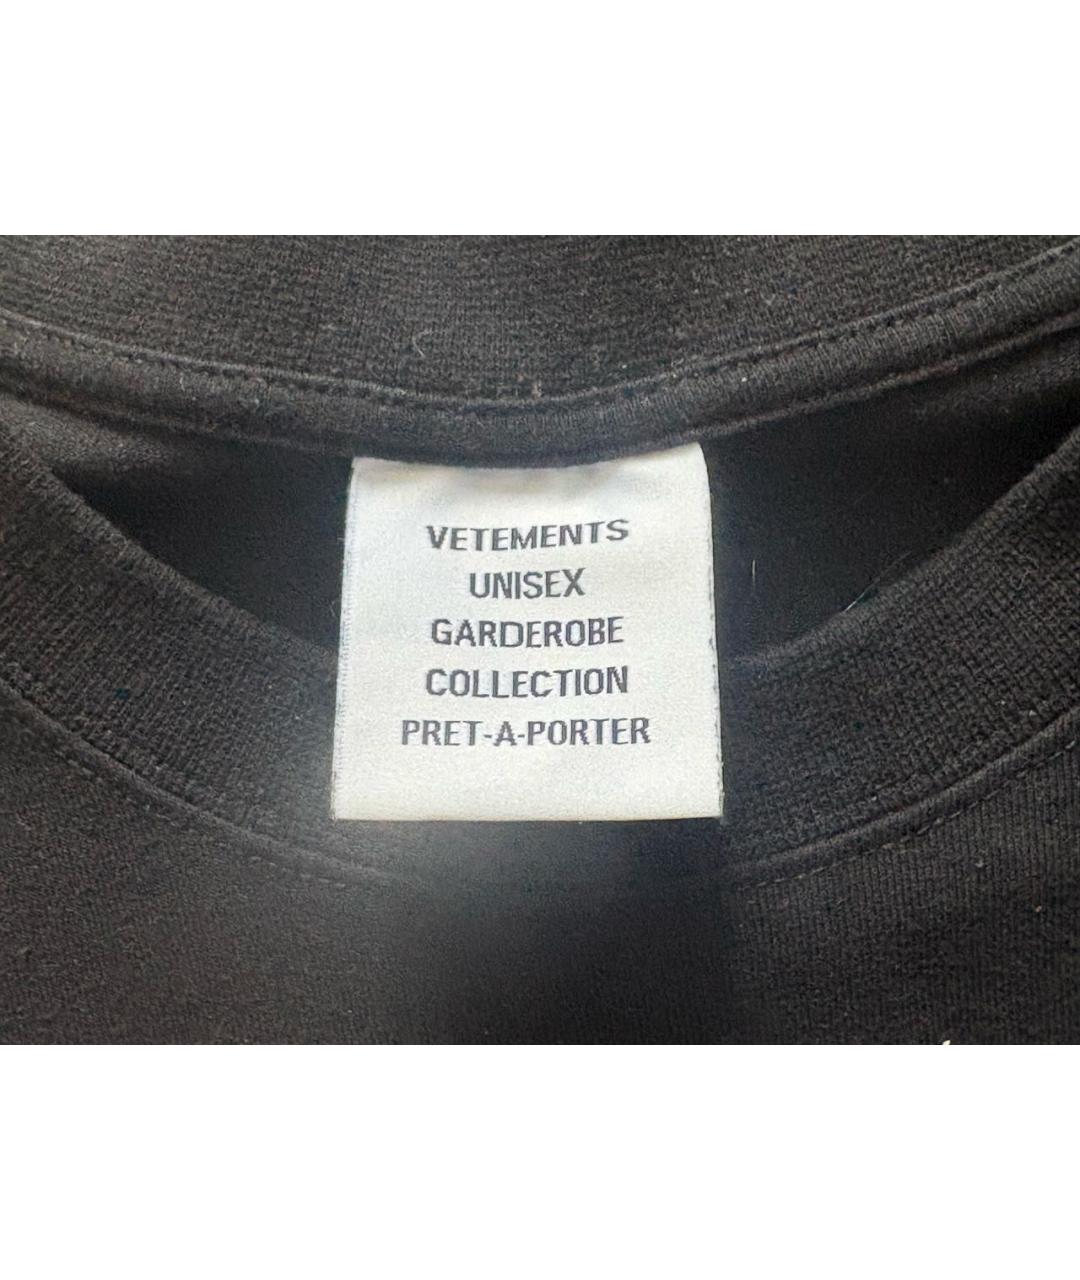 VETEMENTS
UNISEX
GARDEROBE
COLLECTION
PRET-A-PORTER